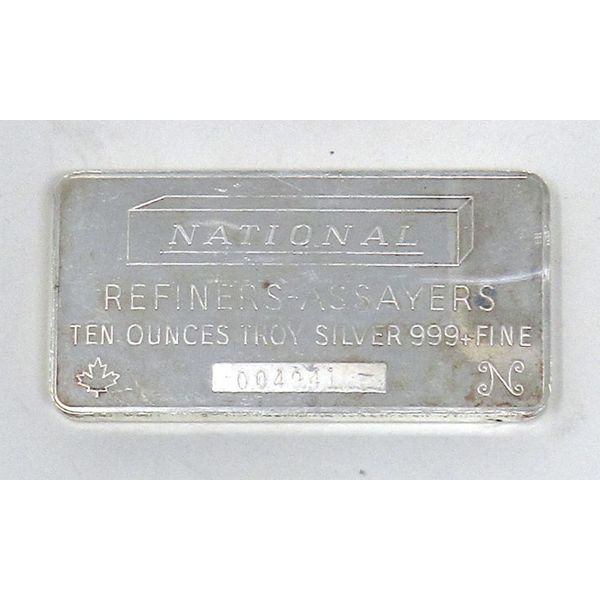 NATIONAL
REFINERS-ASSAYERS
TEN OUNCES TROY SILVER 999+FINE
N